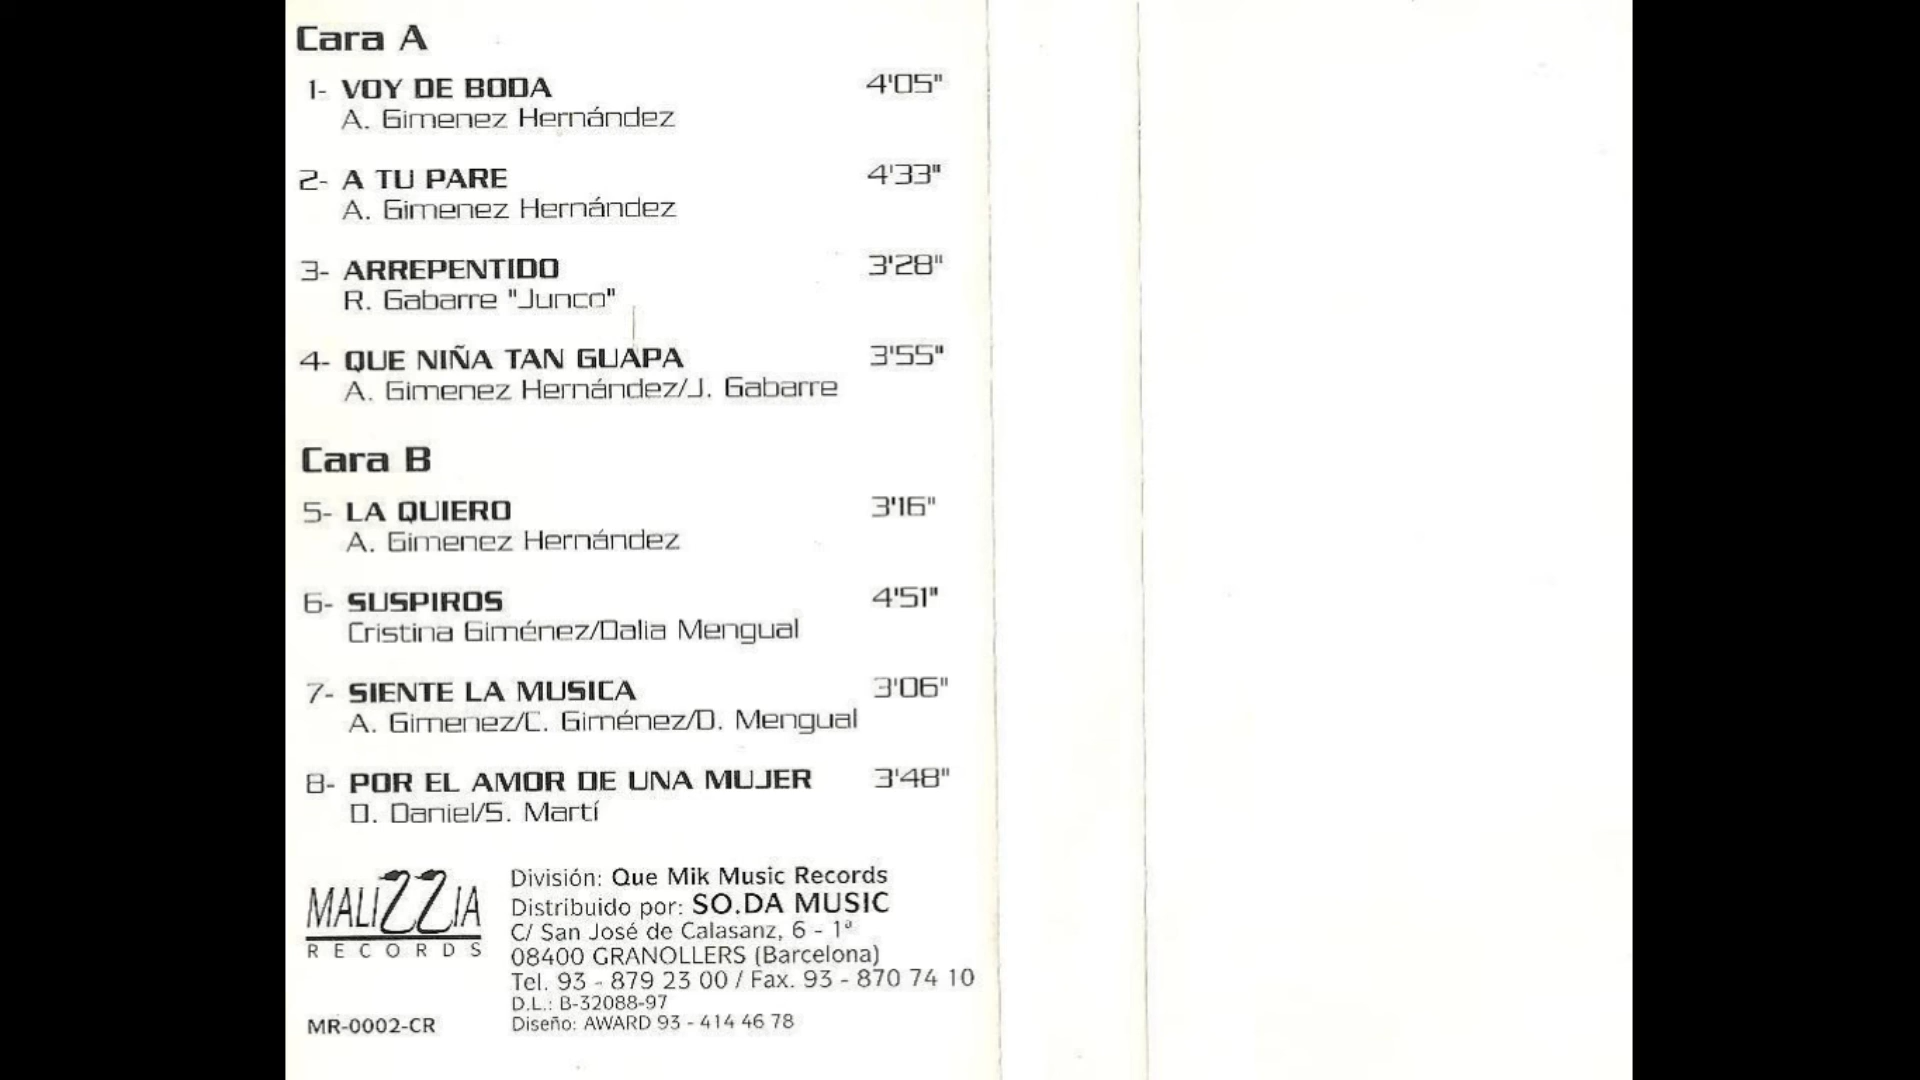 Cara A
1- VOY DE BODA 4'05"
A. Gimenez Hernández
2- A TU PARE 4'33"
A. Gimenez Hernández
3- ARREPENTIDO 3'28"
R. Gabarre "Junco"
4- QUE NIÑA TAN GUAPA 3'55"
A. Gimenez Hernández/J. Gabarre
Cara B
5- LA QUIERO 3'16"
A. Gimenez Hernández
6- SUSPIROS 4'51"
Cristina Giménez/Dalia Mengual
7- SIENTE LA MUSICA 3'06"
A. Gimenez/C. Giménez/D. Mengual
8- POR EL AMOR DE UNA MUJER 3'48"
D. Daniel/S. Martí
MALIZZIA
RECORDS
MR-0002-CR
División: Que Mik Music Records
Distribuido por: SO.DA MUSIC
C/ San José de Calasanz, 6 - 1º
08400 GRANOLLERS (Barcelona)
Tel. 93 - 879 23 00 / Fax. 93 - 870 74 10
D.L.: B-32088-97
Diseño: AWARD 93 - 414 46 78